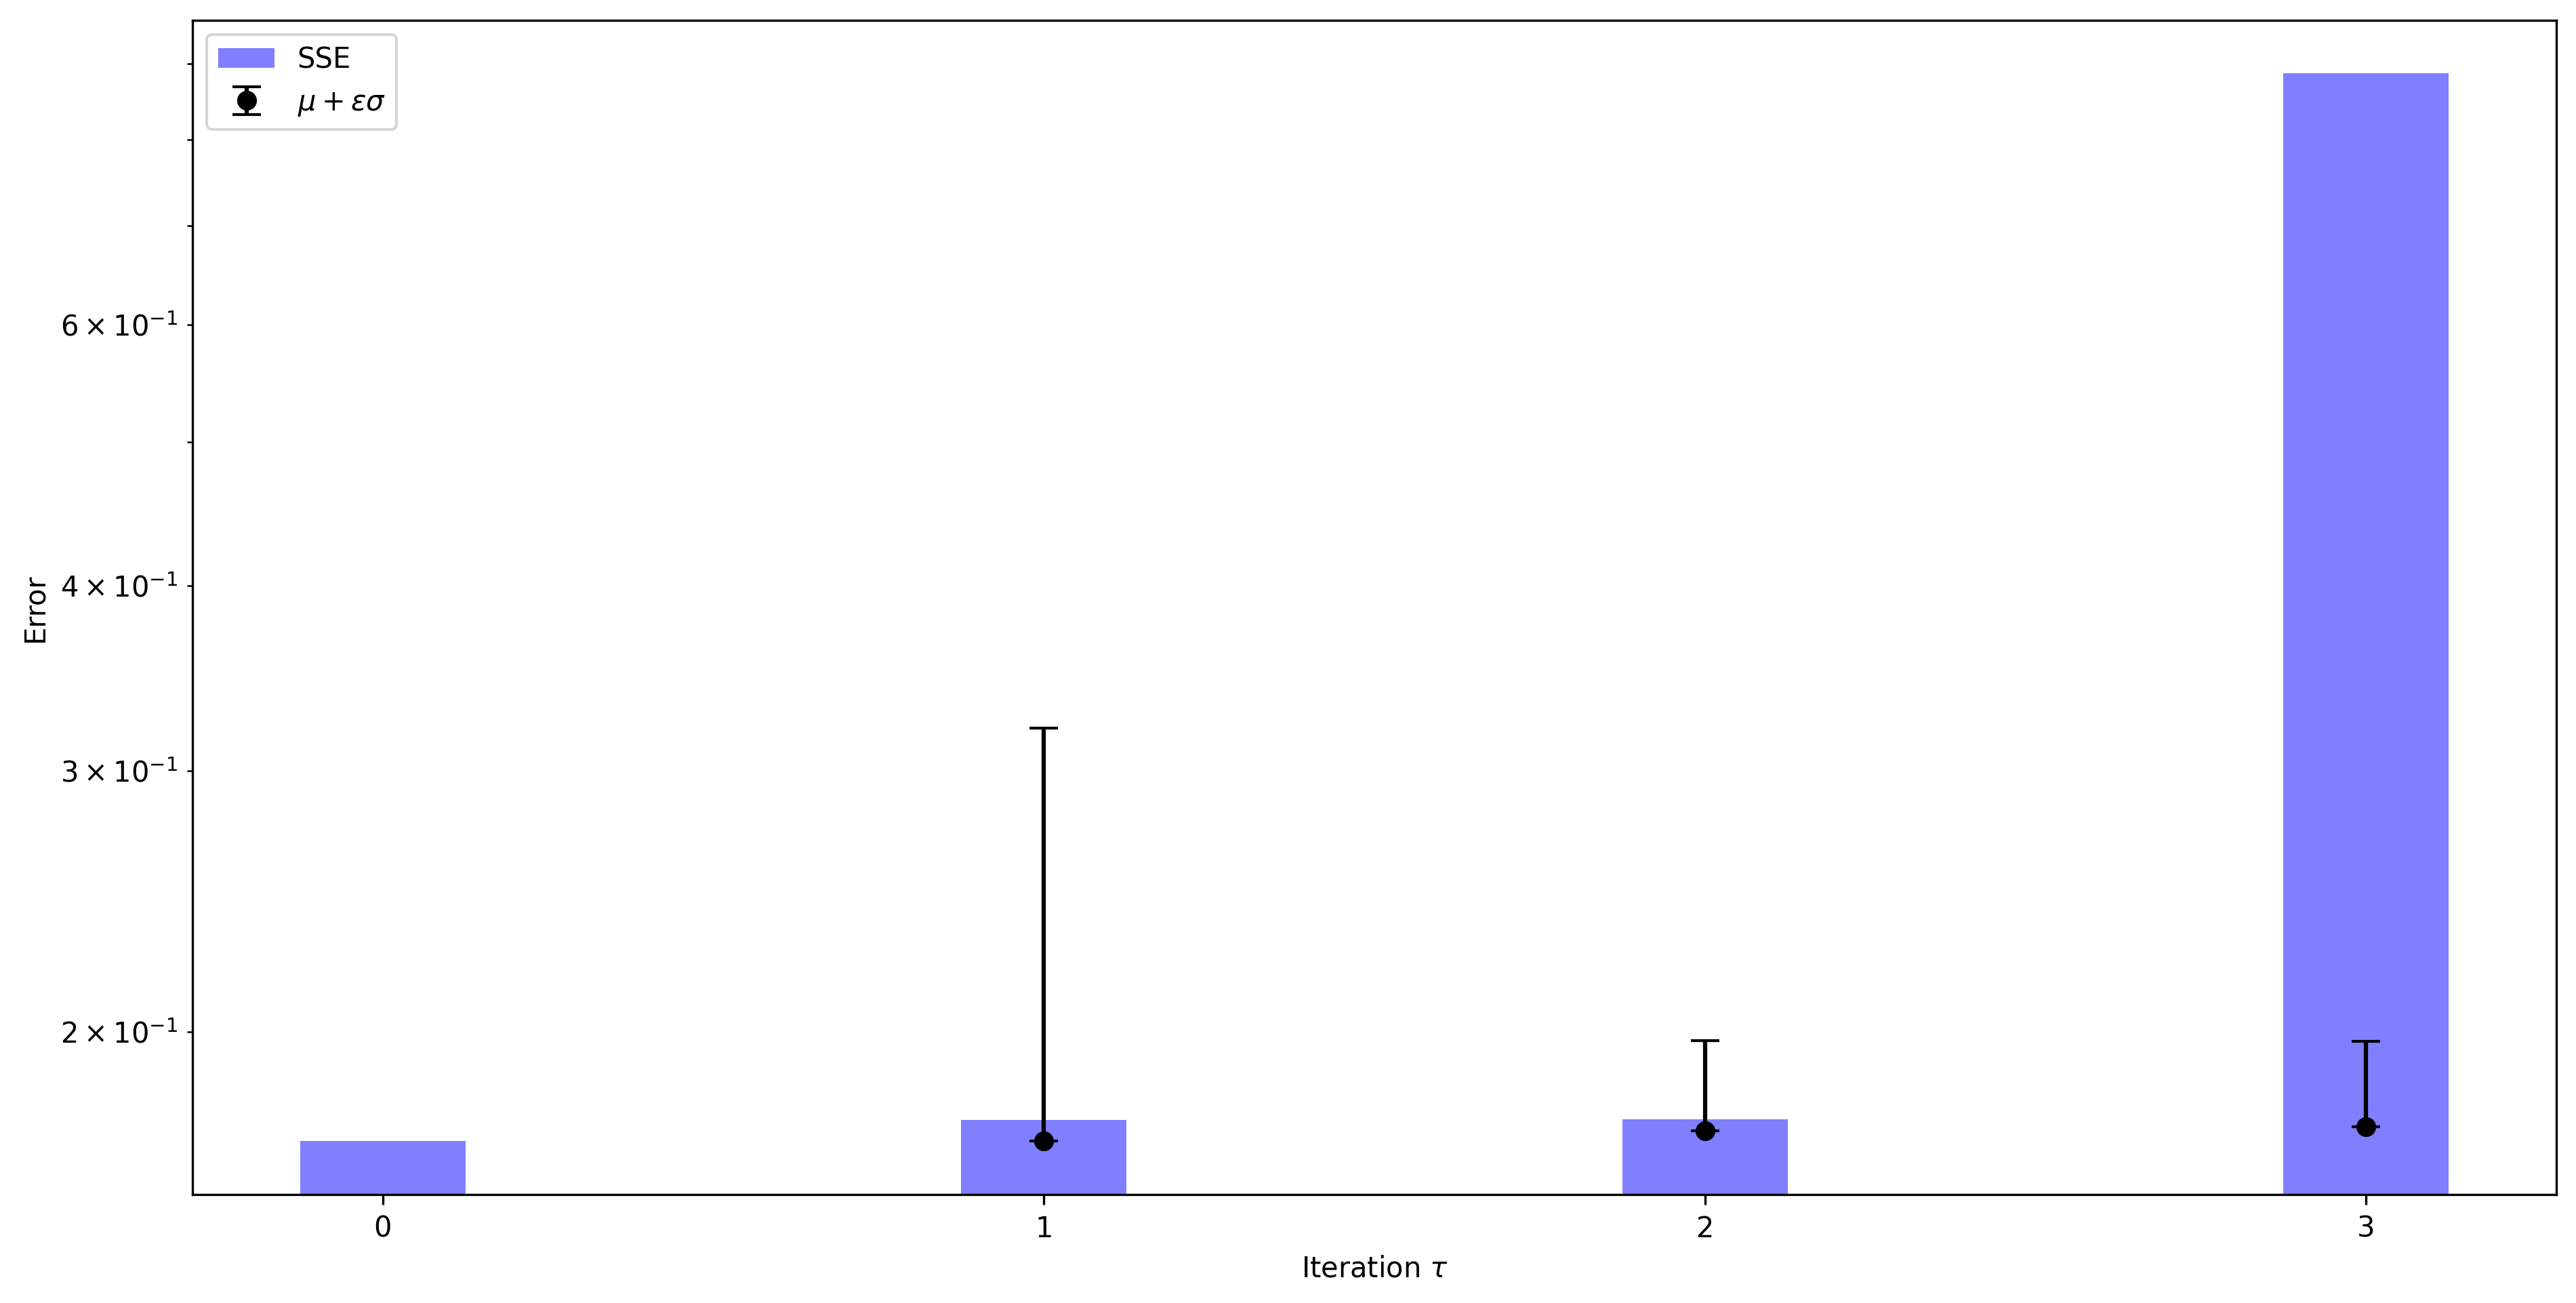 SSE
μ + εσ
6 × 10⁻¹
4 × 10⁻¹
3 × 10⁻¹
2 × 10⁻¹
Error
0 1 2 3
Iteration τ